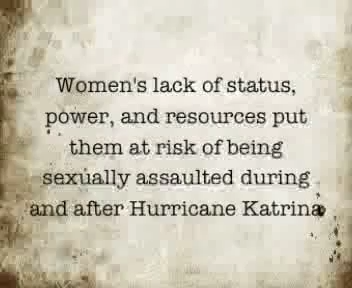 Women's lack of status,
power, and resources put
them at risk of being
sexually assaulted during
and after Hurricane Katrina